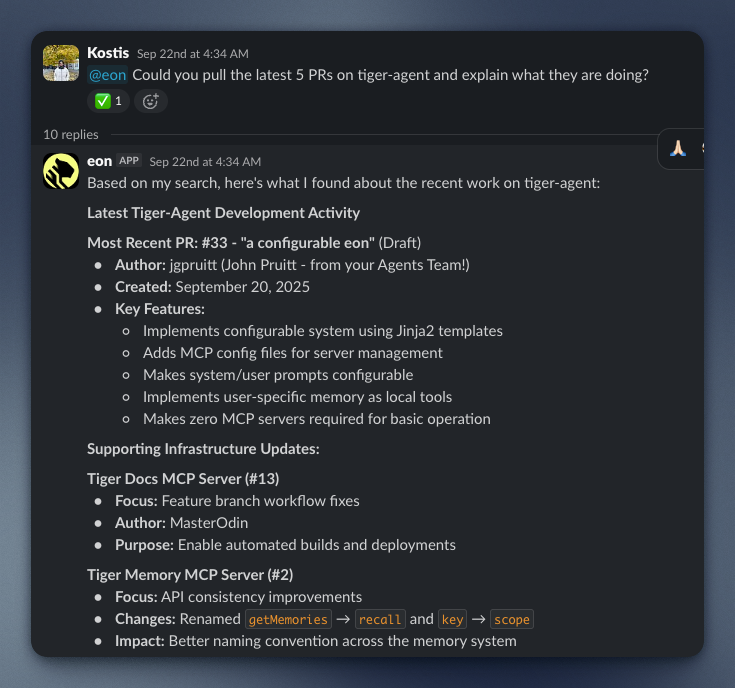 Kostis Sep 22nd at 4:34 AM
@eon Could you pull the latest 5 PRs on tiger-agent and explain what they are doing?
✅ 1
10 replies
eon APP Sep 22nd at 4:34 AM
Based on my search, here's what I found about the recent work on tiger-agent:
Latest Tiger-Agent Development Activity
Most Recent PR: #33 - "a configurable eon" (Draft)
● Author: jgpruitt (John Pruitt - from your Agents Team!)
● Created: September 20, 2025
● Key Features:
○ Implements configurable system using Jinja2 templates
○ Adds MCP config files for server management
○ Makes system/user prompts configurable
○ Implements user-specific memory as local tools
○ Makes zero MCP servers required for basic operation
Supporting Infrastructure Updates:
Tiger Docs MCP Server (#13)
● Focus: Feature branch workflow fixes
● Author: MasterOdin
● Purpose: Enable automated builds and deployments
Tiger Memory MCP Server (#2)
● Focus: API consistency improvements
● Changes: Renamed getMemories → recall and key → scope
● Impact: Better naming convention across the memory system